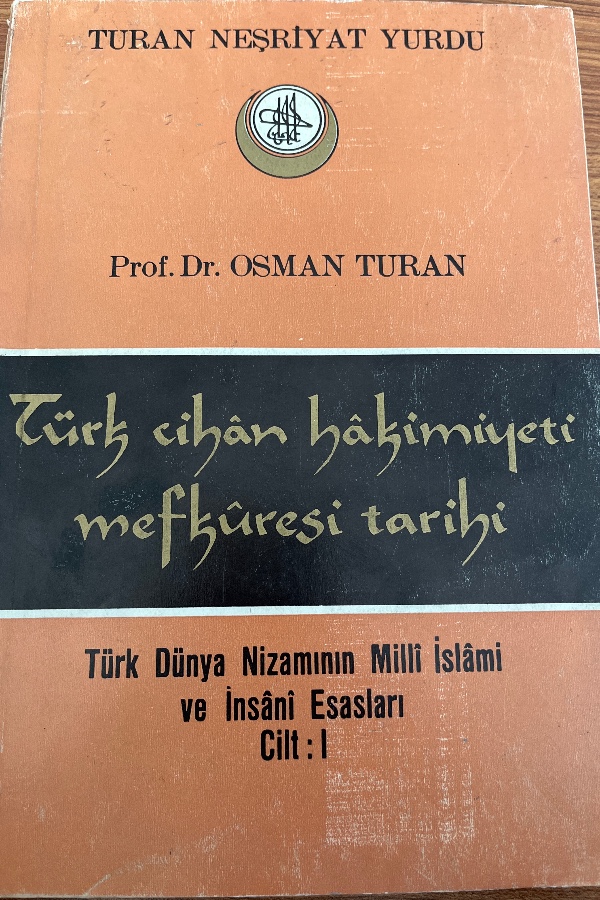 TURAN NEŞRİYAT YURDU
Prof. Dr. OSMAN TURAN
Türk cihân hâkimiyeti
mefkûresi tarihi
Türk Dünya Nizamının Millî İslâmi
ve İnsânî Esasları
Cilt : I